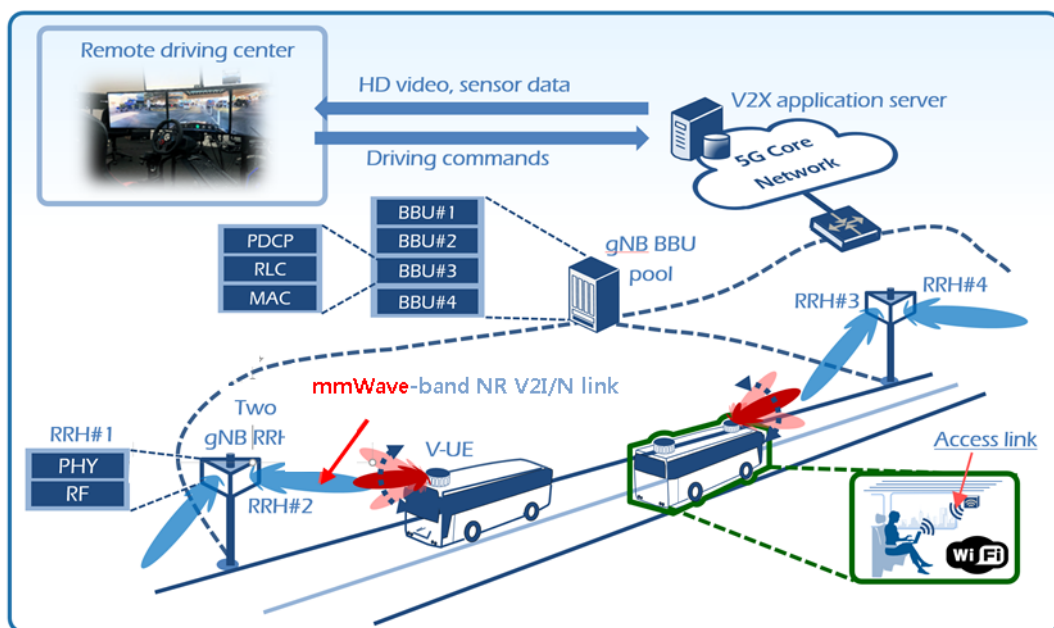 Remote driving center
HD video, sensor data
Driving commands
V2X application server
5G Core
Network
BBU#1
BBU#2
BBU#3
BBU#4
PDCP
RLC
MAC
gNB BBU
pool
RRH#3
RRH#4
mmWave-band NR V2I/N link
Two
gNB RRH
RRH#1
PHY
RF
RRH#2
V-UE
Access link
Wi Fi